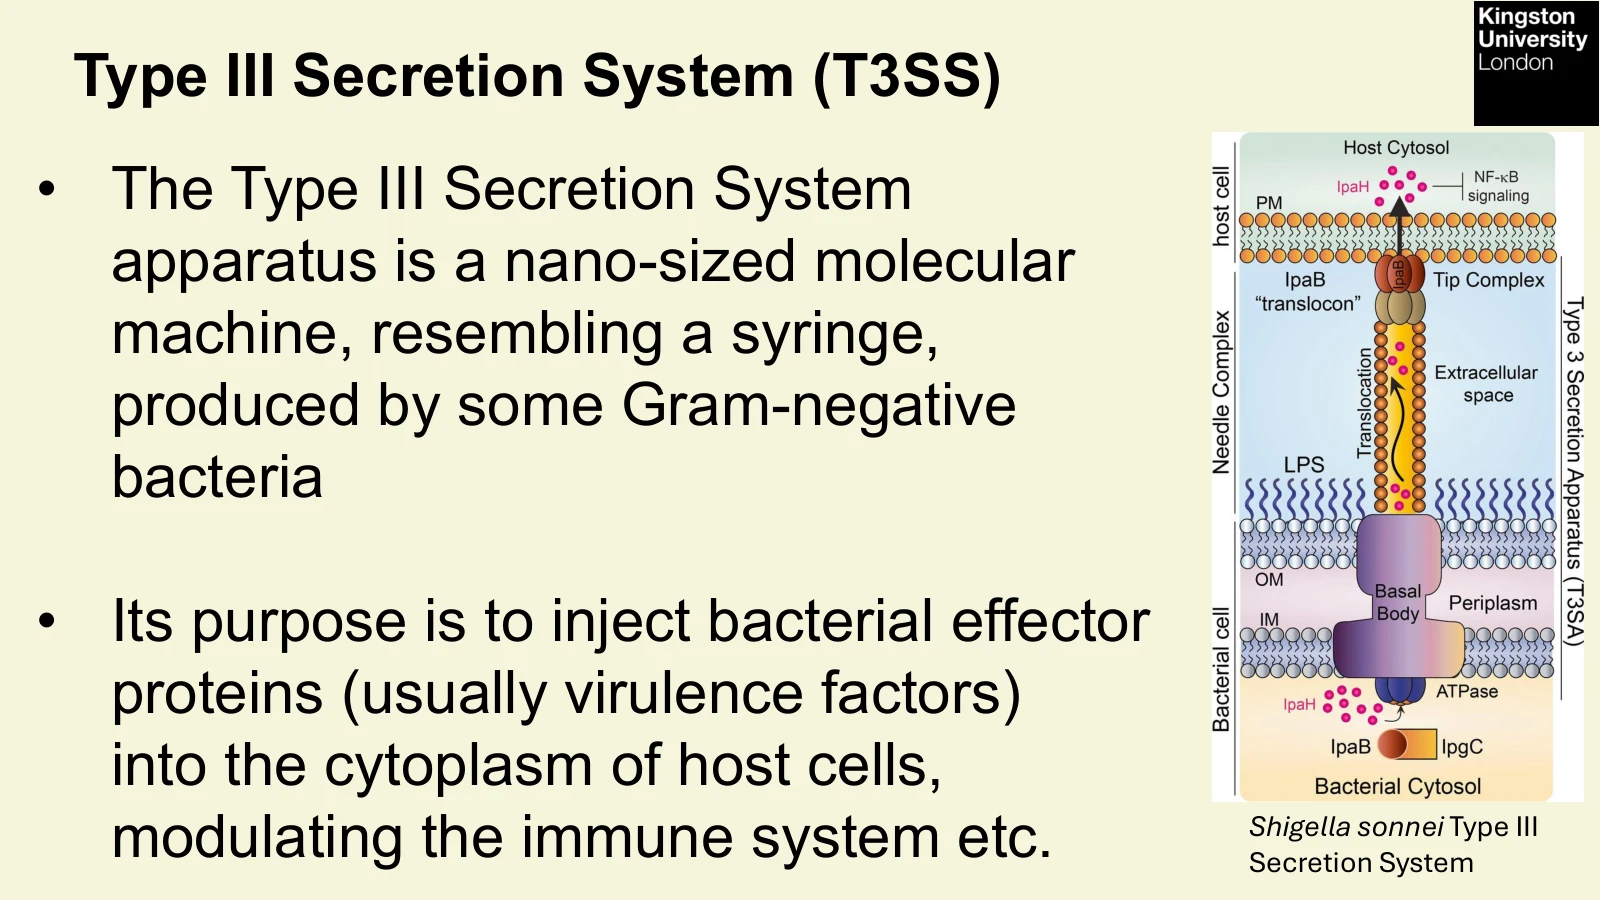 Kingston
University
London
Type III Secretion System (T3SS)
• The Type III Secretion System
apparatus is a nano-sized molecular
machine, resembling a syringe,
produced by some Gram-negative
bacteria
• Its purpose is to inject bacterial effector
proteins (usually virulence factors)
into the cytoplasm of host cells,
modulating the immune system etc.
host cell
Needle Complex
Bacterial cell
Host Cytosol
IpaH
NF-κB
signaling
PM
IpaB
IpaB
“translocon”
Tip Complex
Translocation
Extracellular
space
LPS
OM
Basal
Body
Periplasm
IM
ATPase
IpaH
IpaB
IpgC
Bacterial Cytosol
Type 3 Secretion Apparatus (T3SA)
Shigella sonnei Type III
Secretion System